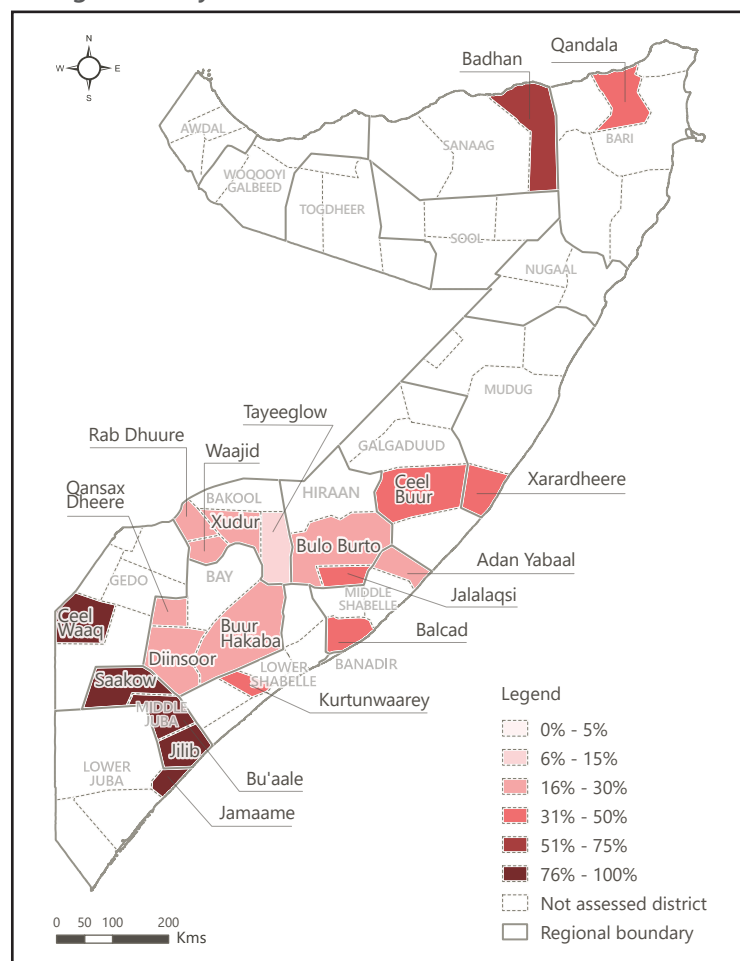 N
W
E
S
Qandala
Badhan
AWDAL
SANAAG
BARI
WOQOOYI
GALBEED
TOGDHEER
SOOL
NUGAAL
MUDUG
Tayeeglow
Rab Dhuure
Waajid
GALGADUUD
Qansax
Dheere
BAKOOL
HIRAAN
Ceel
Buur
Xarardheere
Xudur
Bulo Burto
Adan Yabaal
GEDO
BAY
Jalalaqsi
MIDDLE
SHABELLE
Ceel
Waaq
Buur
Hakaba
Balcad
Diinsoor
LOWER
SHABELLE
BANADIR
Saakow
Kurtunwaarey
MIDDLE
JUBA
Jilib
LOWER
JUBA
Bu'aale
Jamaame
Legend
0% - 5%
6% - 15%
16% - 30%
31% - 50%
51% - 75%
76% - 100%
Not assessed district
Regional boundary
0 50 100 200
Kms